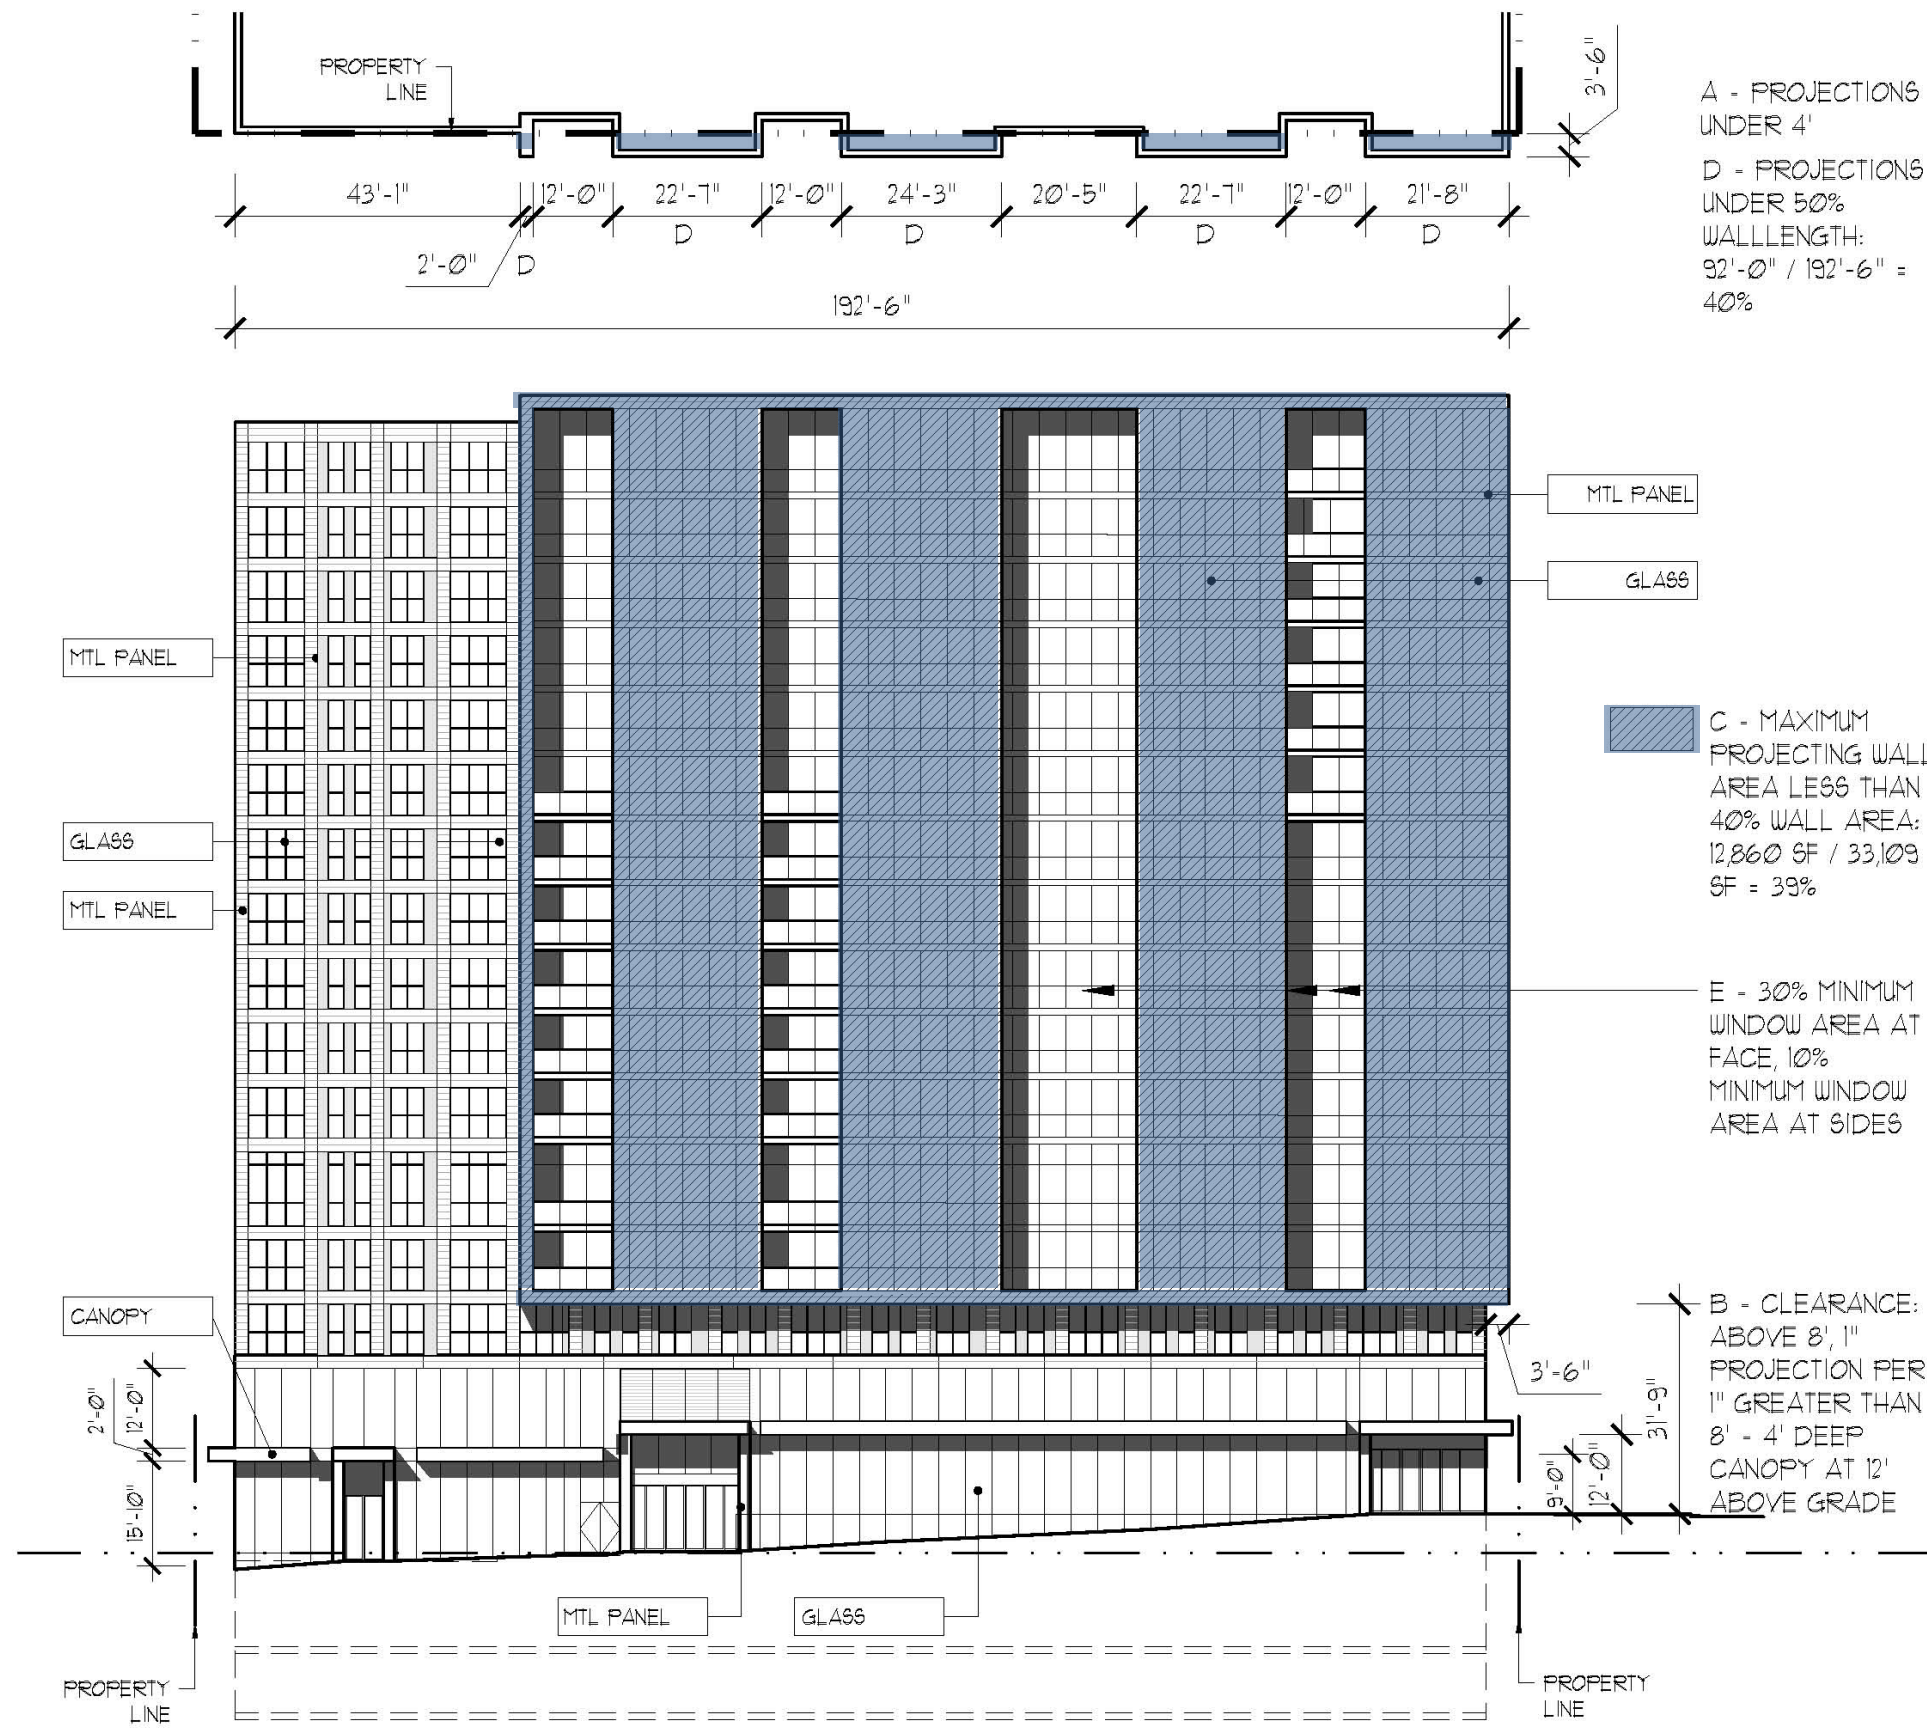 PROPERTY
LINE
3'-6"
A - PROJECTIONS
UNDER 4'
D - PROJECTIONS
UNDER 50%
WALLLENGTH:
92'-0" / 192'-6" =
40%
43'-1"
12'-0"
22'-7"
12'-0"
24'-3"
20'-5"
22'-7"
12'-0"
21'-8"
D
D
D
D
2'-0"
D
192'-6"
MTL PANEL
GLASS
MTL PANEL
C - MAXIMUM
PROJECTING WALL
AREA LESS THAN
40% WALL AREA:
12,860 SF / 33,109
SF = 39%
GLASS
MTL PANEL
E - 30% MINIMUM
WINDOW AREA AT
FACE, 10%
MINIMUM WINDOW
AREA AT SIDES
CANOPY
B - CLEARANCE:
ABOVE 8', 1"
PROJECTION PER
1" GREATER THAN
8' - 4' DEEP
CANOPY AT 12'
ABOVE GRADE
3'-6"
31'-9"
2'-0"
12'-0"
15'-10"
9'-0"
12'-0"
MTL PANEL
GLASS
PROPERTY
LINE
PROPERTY
LINE